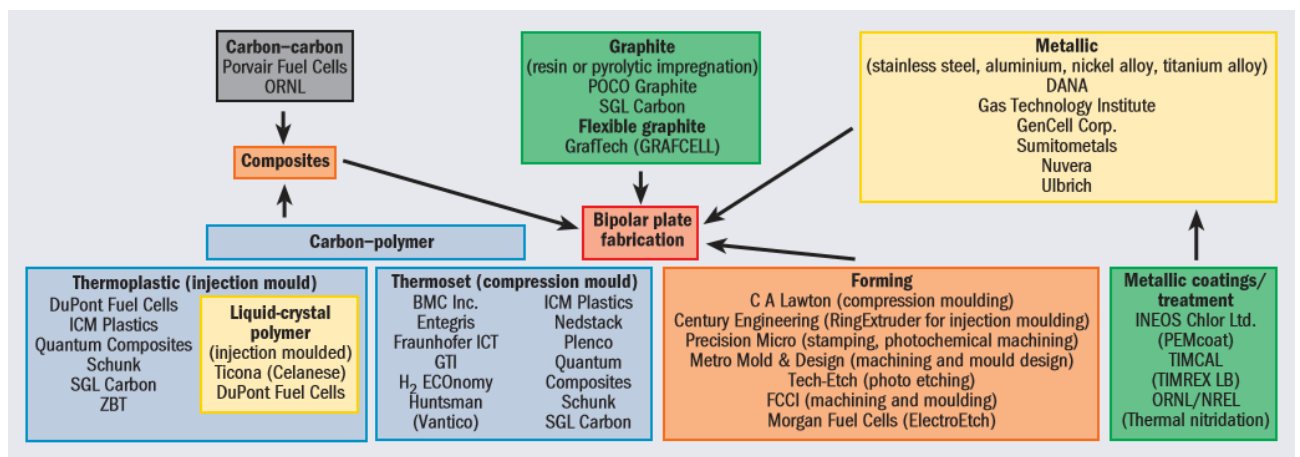 Carbon–carbon
Porvair Fuel Cells
ORNL
Graphite
(resin or pyrolytic impregnation)
POCO Graphite
SGL Carbon
Flexible graphite
GrafTech (GRAFCELL)
Metallic
(stainless steel, aluminium, nickel alloy, titanium alloy)
DANA
Gas Technology Institute
GenCell Corp.
Sumitometals
Nuvera
Ulbrich
Composites
Bipolar plate
fabrication
Carbon–polymer
Thermoplastic (injection mould)
DuPont Fuel Cells
ICM Plastics
Quantum Composites
Schunk
SGL Carbon
ZBT
Liquid-crystal
polymer
(injection moulded)
Ticona (Celanese)
DuPont Fuel Cells
Thermoset (compression mould)
BMC Inc.
Entegris
Fraunhofer ICT
GTI
H₂ ECOnomy
Huntsman
(Vantico)
ICM Plastics
Nedstack
Plenco
Quantum
Composites
Schunk
SGL Carbon
Forming
C A Lawton (compression moulding)
Century Engineering (RingExtruder for injection moulding)
Precision Micro (stamping, photochemical machining)
Metro Mold & Design (machining and mould design)
Tech-Etch (photo etching)
FCCI (machining and moulding)
Morgan Fuel Cells (ElectroEtch)
Metallic coatings/
treatment
INEOS Chlor Ltd.
(PEMcoat)
TIMCAL
(TIMREX LB)
ORNL/NREL
(Thermal nitridation)